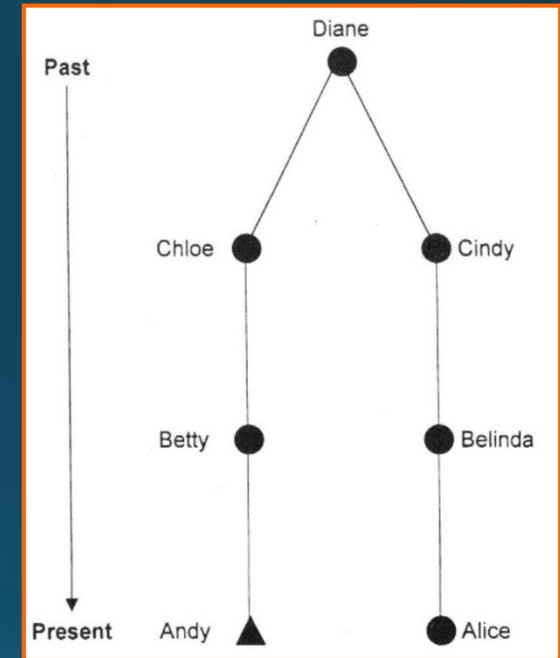 Diane
Past
Chloe
Cindy
Betty
Belinda
Present
Andy
Alice